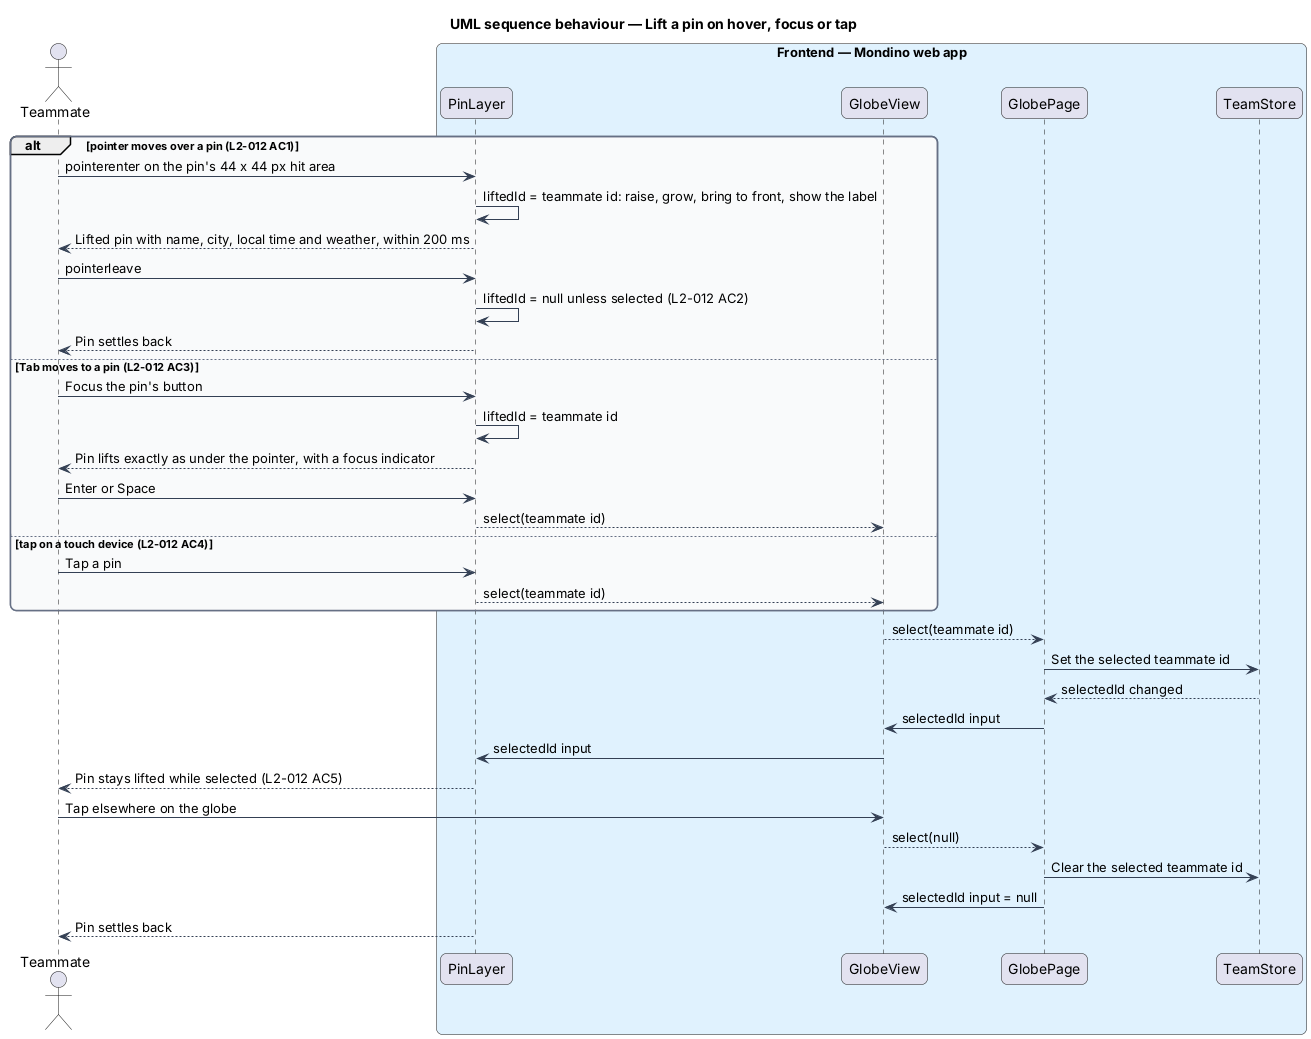 UML sequence behaviour — Lift a pin on hover, focus or tap
Frontend — Mondino web app
Teammate
PinLayer
GlobeView
GlobePage
TeamStore
alt
[pointer moves over a pin (L2-012 AC1)]
pointerenter on the pin's 44 x 44 px hit area
liftedId = teammate id: raise, grow, bring to front, show the label
Lifted pin with name, city, local time and weather, within 200 ms
pointerleave
liftedId = null unless selected (L2-012 AC2)
Pin settles back
[Tab moves to a pin (L2-012 AC3)]
Focus the pin's button
liftedId = teammate id
Pin lifts exactly as under the pointer, with a focus indicator
Enter or Space
select(teammate id)
[tap on a touch device (L2-012 AC4)]
Tap a pin
select(teammate id)
select(teammate id)
Set the selected teammate id
selectedId changed
selectedId input
selectedId input
Pin stays lifted while selected (L2-012 AC5)
Tap elsewhere on the globe
select(null)
Clear the selected teammate id
selectedId input = null
Pin settles back
Teammate
PinLayer
GlobeView
GlobePage
TeamStore